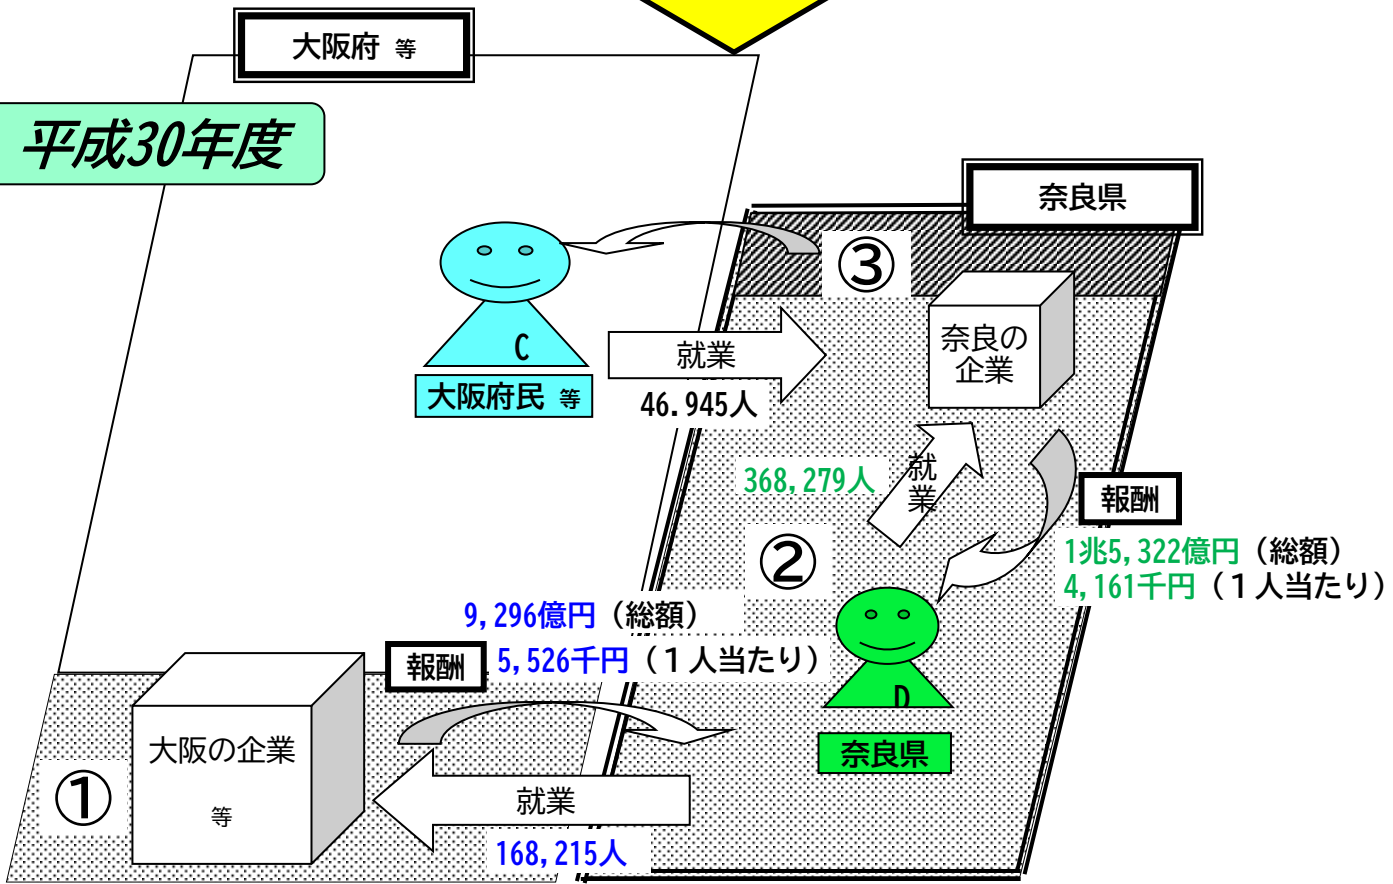 大阪府 等
平成30年度
奈良県
③
奈良の
企業
C
就業
大阪府民 等
46.945人
368,279人
就業
報酬
1兆5,322億円（総額）
4,161千円（１人当たり）
②
9,296億円（総額）
報酬
5,526千円（１人当たり）
D
奈良県
大阪の企業
等
①
就業
168,215人